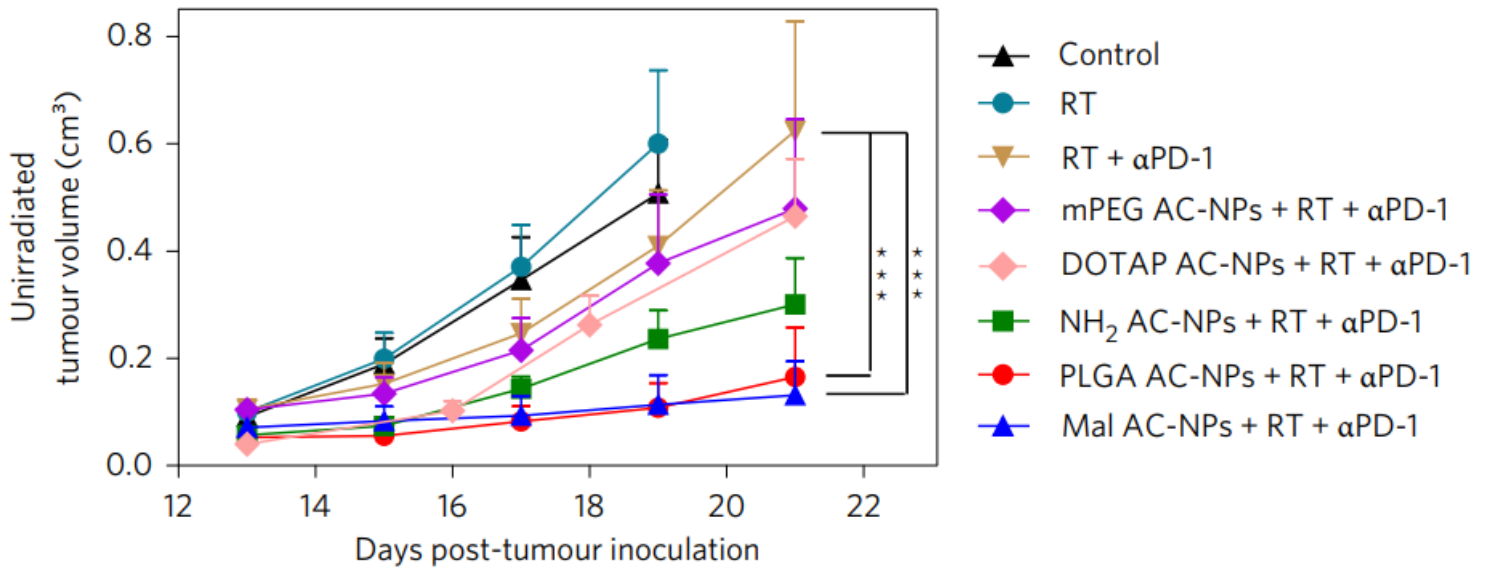 Unirradiated
tumour volume (cm³)
0.8
0.6
0.4
0.2
0.0
12 14 16 18 20 22
Days post-tumour inoculation
***
***
Control
RT
RT + αPD-1
mPEG AC-NPs + RT + αPD-1
DOTAP AC-NPs + RT + αPD-1
NH₂ AC-NPs + RT + αPD-1
PLGA AC-NPs + RT + αPD-1
Mal AC-NPs + RT + αPD-1